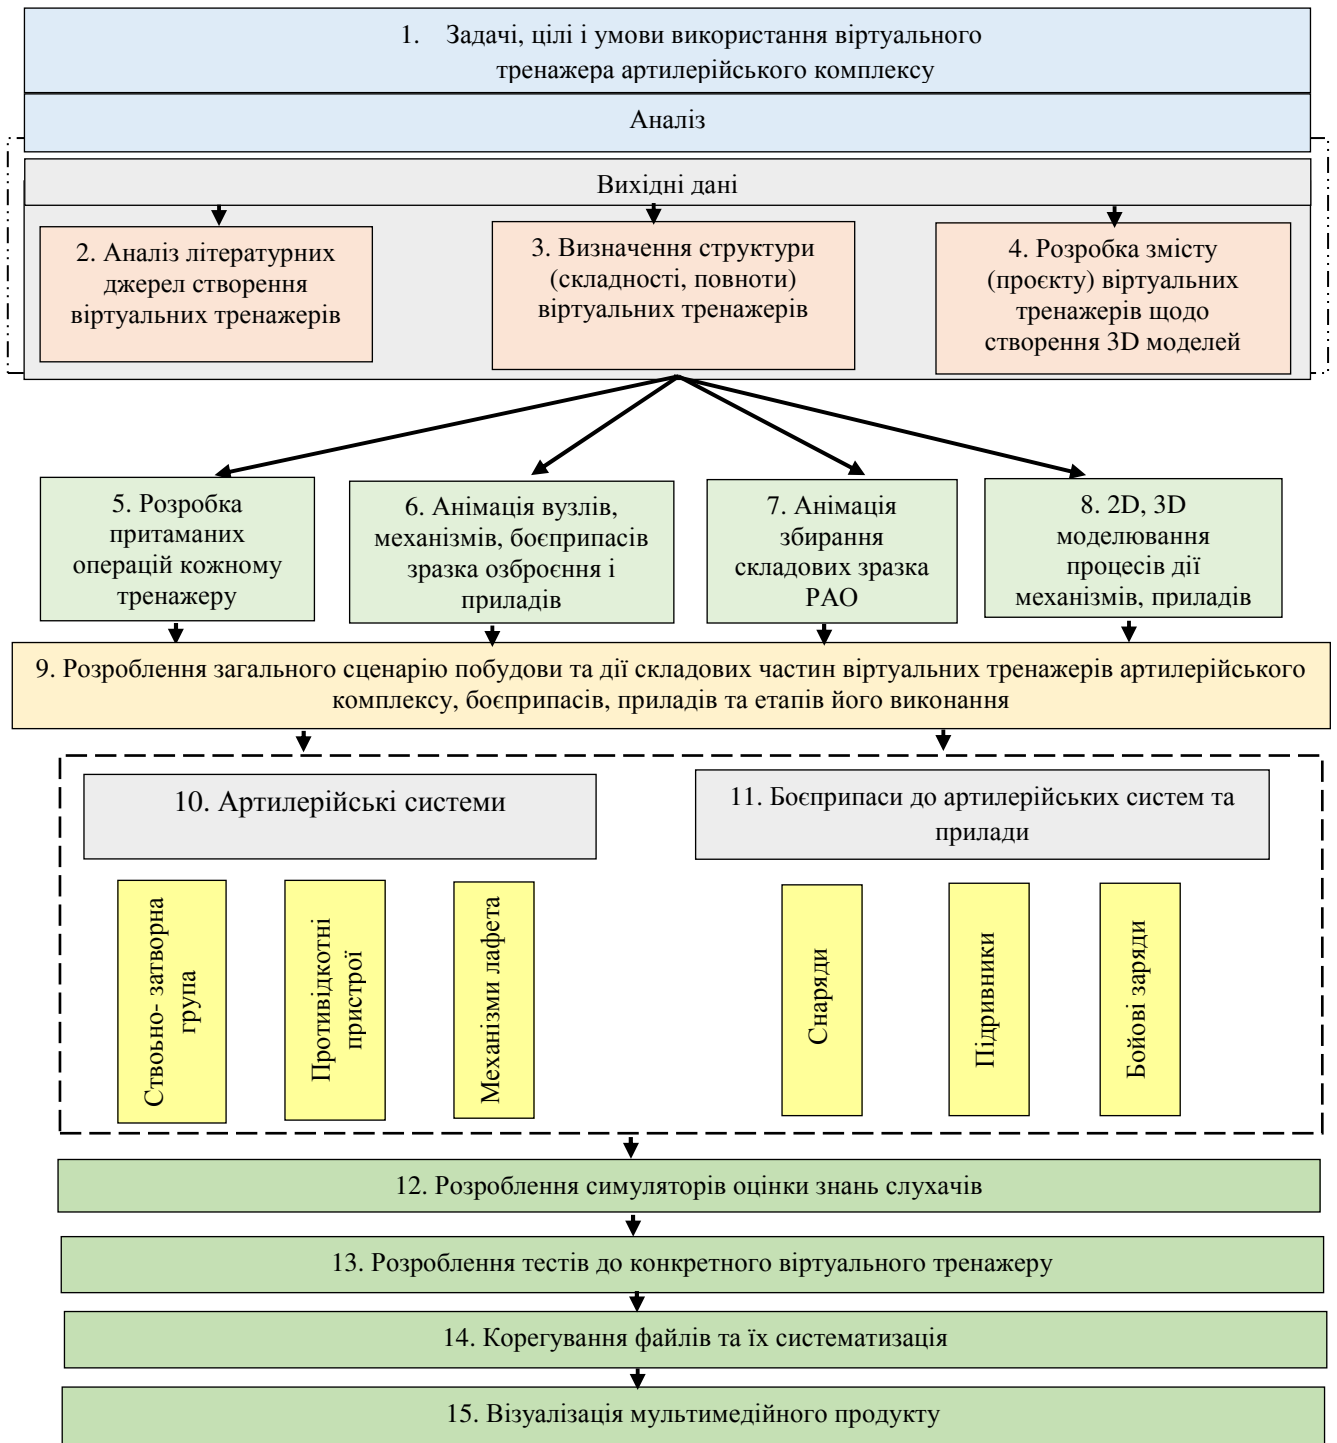 1. Задачі, цілі і умови використання віртуального
тренажера артилерійського комплексу
Аналіз
Вихідні дані
2. Аналіз літературних
джерел створення
віртуальних тренажерів
3. Визначення структури
(складності, повноти)
віртуальних тренажерів
4. Розробка змісту
(проєкту) віртуальних
тренажерів щодо
створення 3D моделей
5. Розробка
притаманих
операцій кожному
тренажеру
6. Анімація вузлів,
механізмів, боєприпасів
зразка озброєння і
приладів
7. Анімація
збирання
складових зразка
РАО
8. 2D, 3D
моделювання
процесів дії
механізмів, приладів
9. Розроблення загального сценарію побудови та дії складових частин віртуальних тренажерів артилерійського
комплексу, боєприпасів, приладів та етапів його виконання
10. Артилерійські системи
11. Боєприпаси до артилерійських систем та
прилади
Ствоьно- затворна
група
Противідкотні
пристрої
Механізми лафета
Снаряди
Підривники
Бойові заряди
12. Розроблення симуляторів оцінки знань слухачів
13. Розроблення тестів до конкретного віртуального тренажеру
14. Корегування файлів та їх систематизація
15. Візуалізація мультимедійного продукту